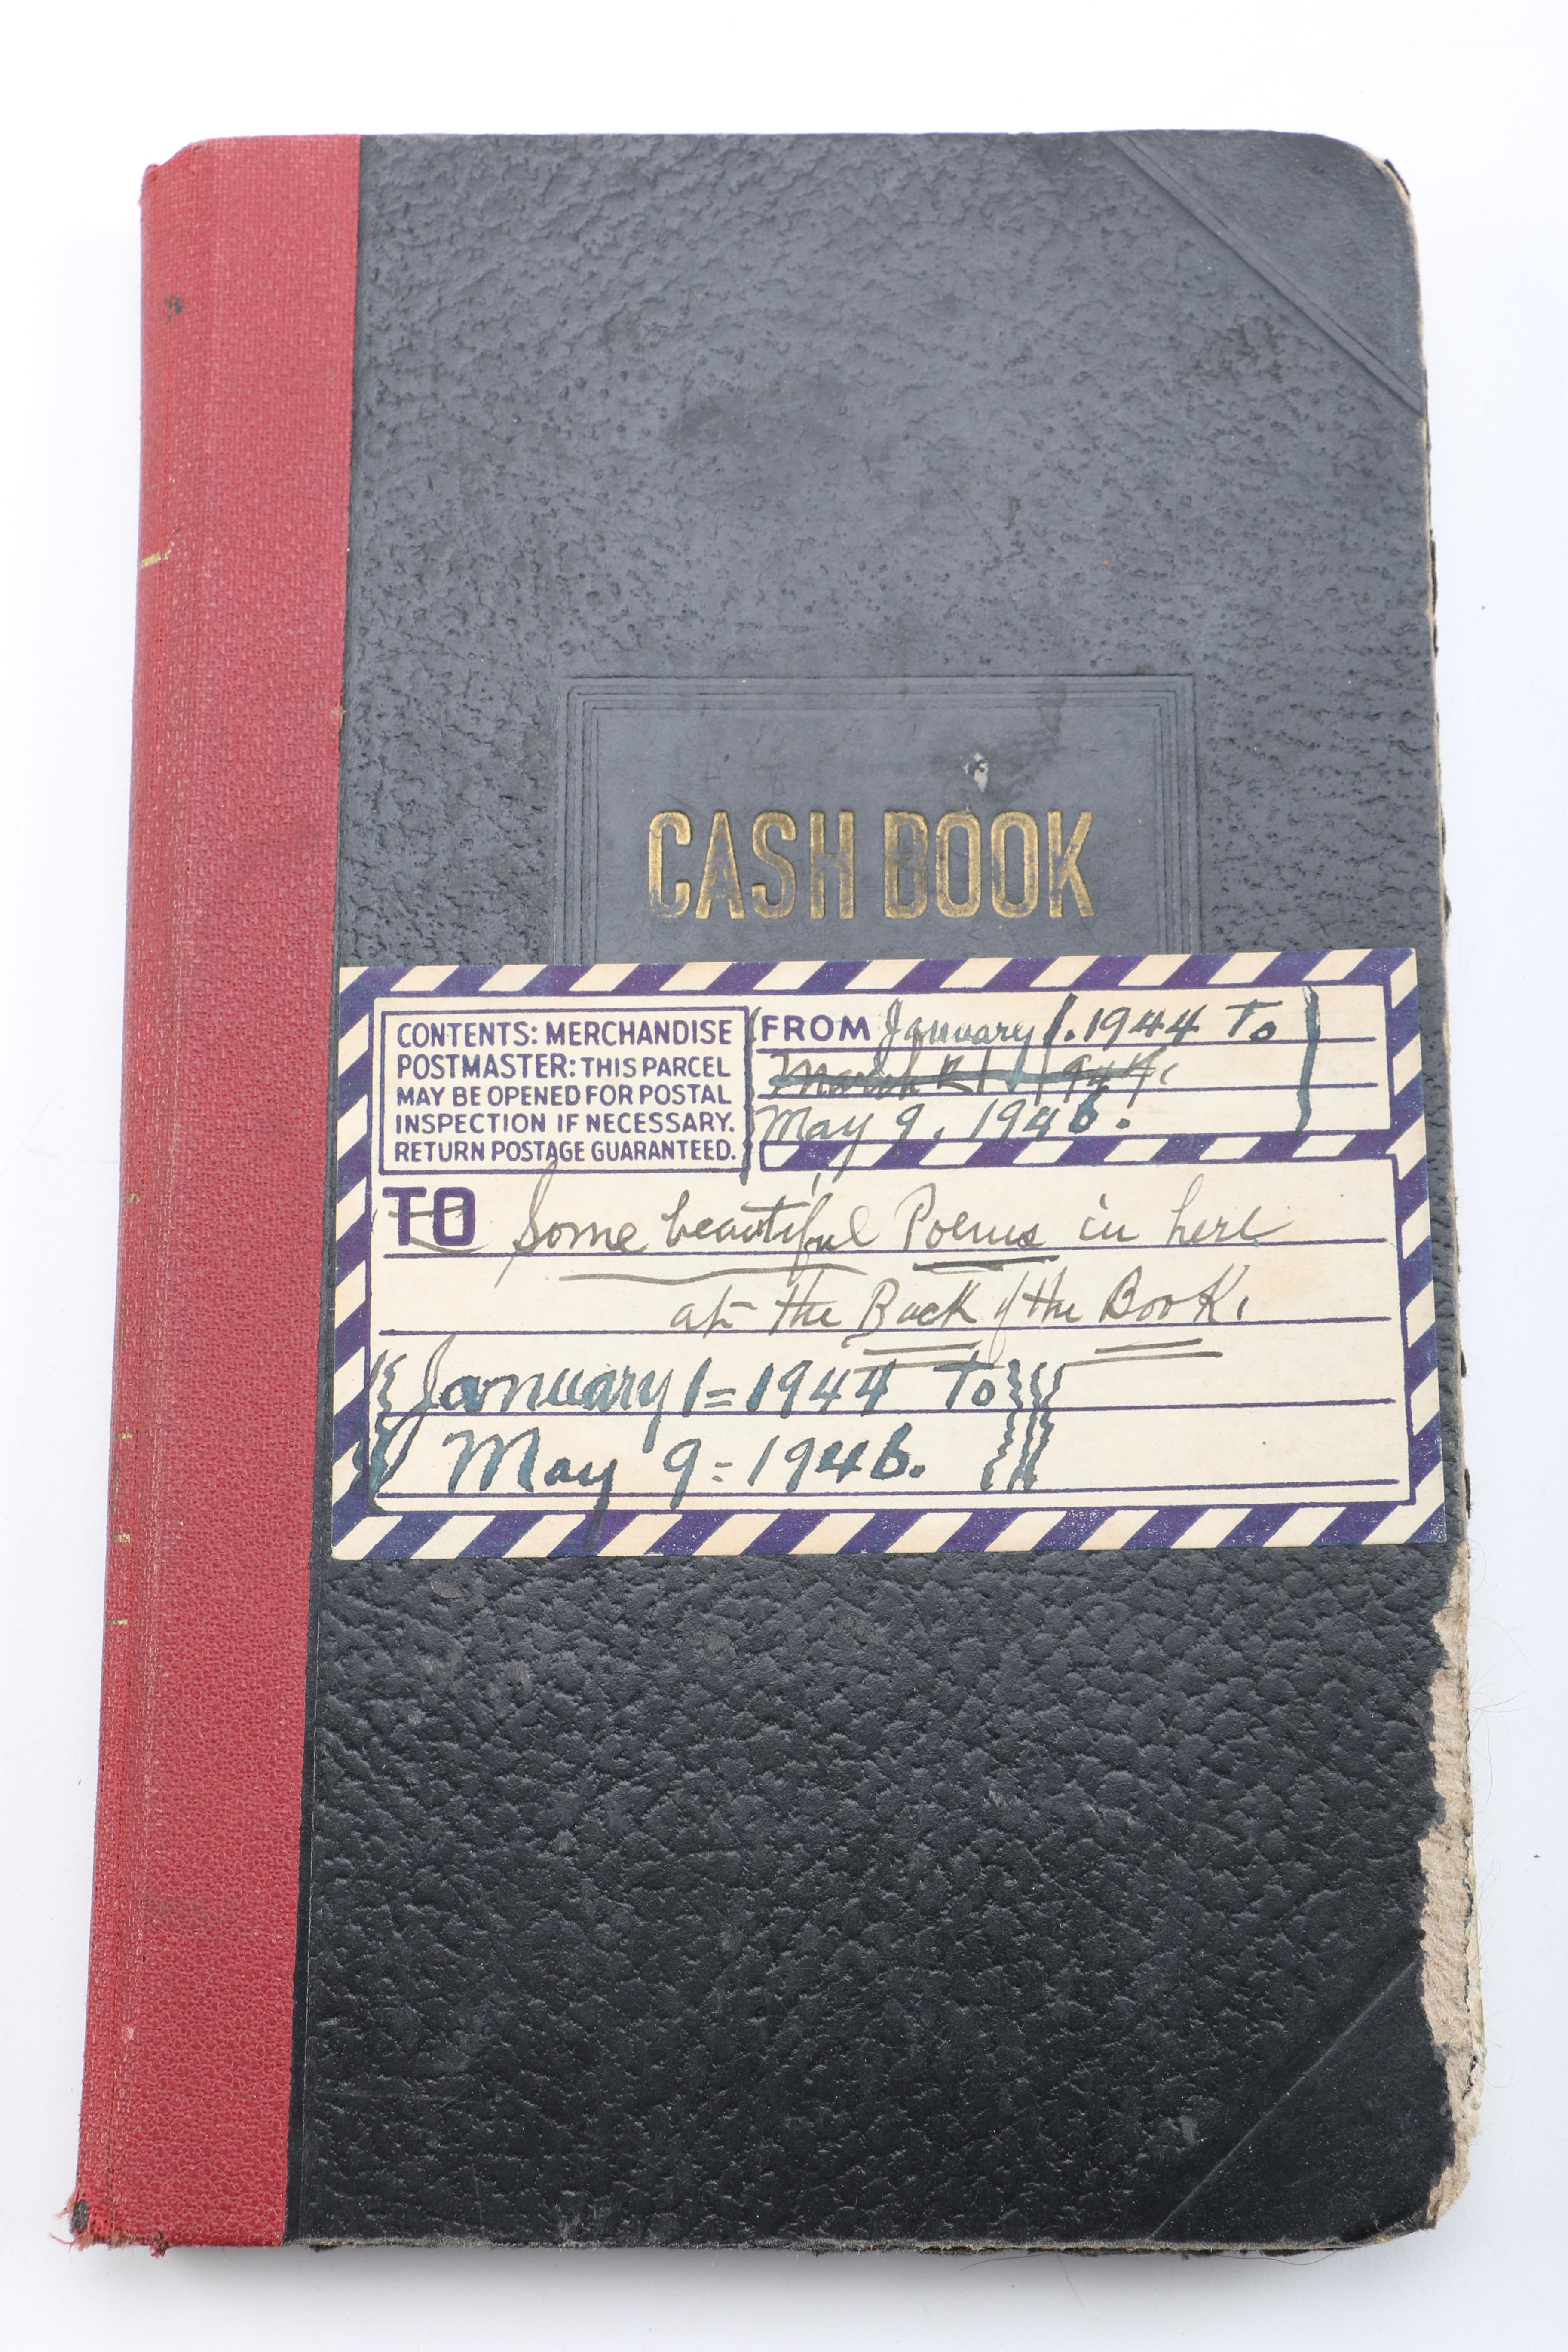 CASH BOOK
CONTENTS: MERCHANDISE
POSTMASTER: THIS PARCEL
MAY BE OPENED FOR POSTAL
INSPECTION IF NECESSARY.
RETURN POSTAGE GUARANTEED.
FROM January 1. 1944 To
May 9, 1946.
TO Some beautiful Poems in here
at the Back of the Book.
January 1 = 1944 To
May 9 = 1946.